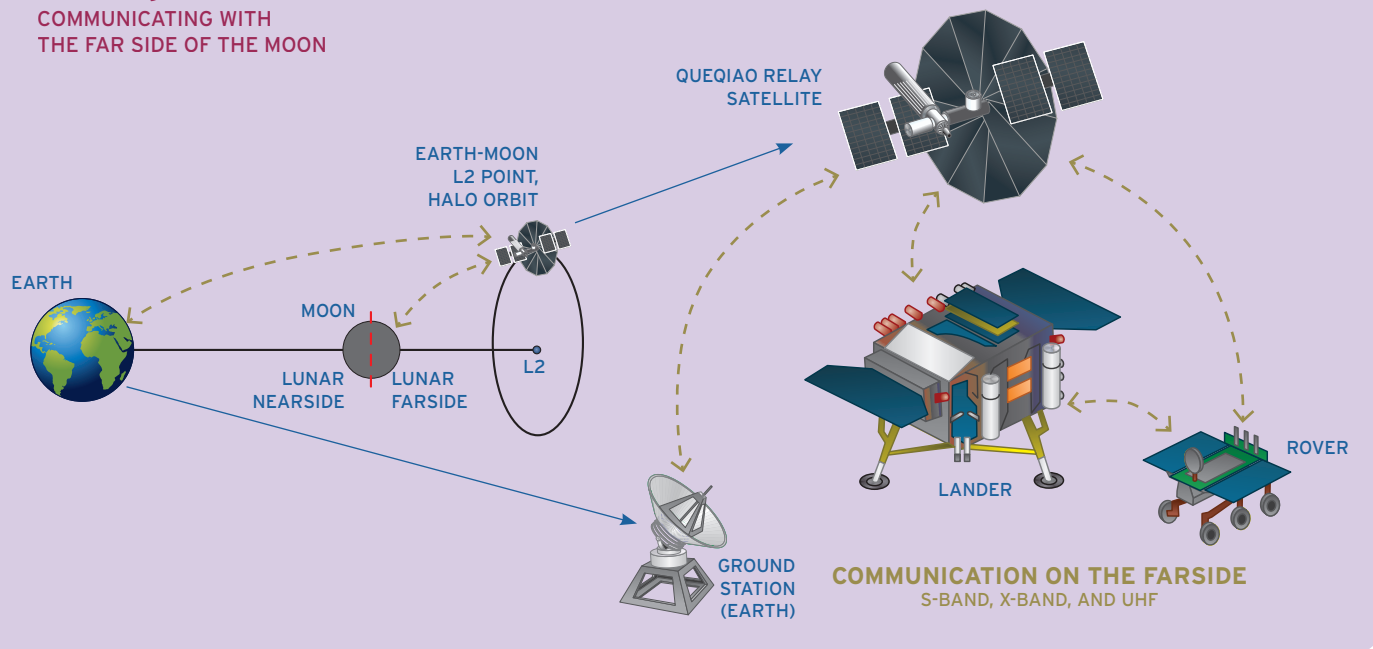 COMMUNICATING WITH
THE FAR SIDE OF THE MOON
QUEQIAO RELAY
SATELLITE
EARTH-MOON
L2 POINT,
HALO ORBIT
EARTH
MOON
LUNAR
NEARSIDE
LUNAR
FARSIDE
L2
LANDER
ROVER
GROUND
STATION
(EARTH)
COMMUNICATION ON THE FARSIDE
S-BAND, X-BAND, AND UHF